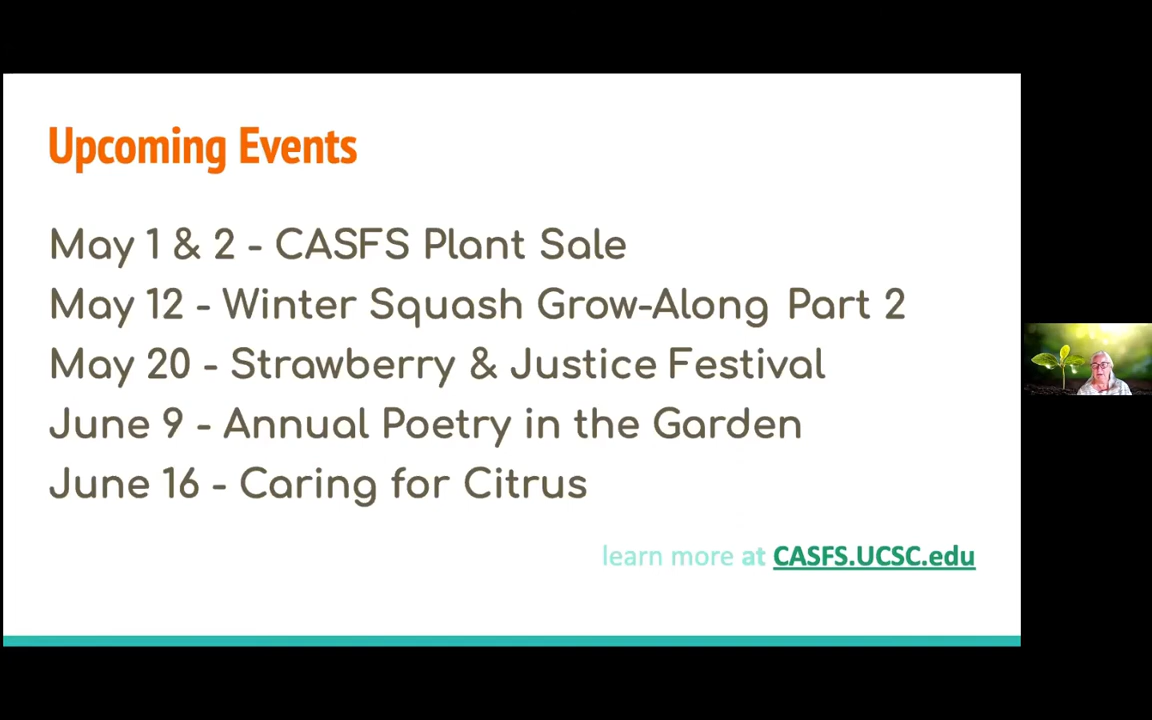 Upcoming Events
May 1 & 2 - CASFS Plant Sale
May 12 - Winter Squash Grow-Along Part 2
May 20 - Strawberry & Justice Festival
June 9 - Annual Poetry in the Garden
June 16 - Caring for Citrus
learn more at CASFS.UCSC.edu